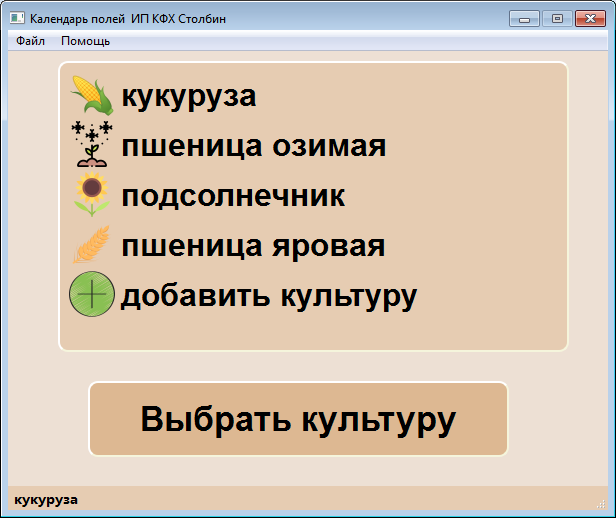 Календарь полей ИП КФХ Столбин
Файл Помощь
кукуруза
пшеница озимая
подсолнечник
пшеница яровая
добавить культуру
Выбрать культуру
кукуруза